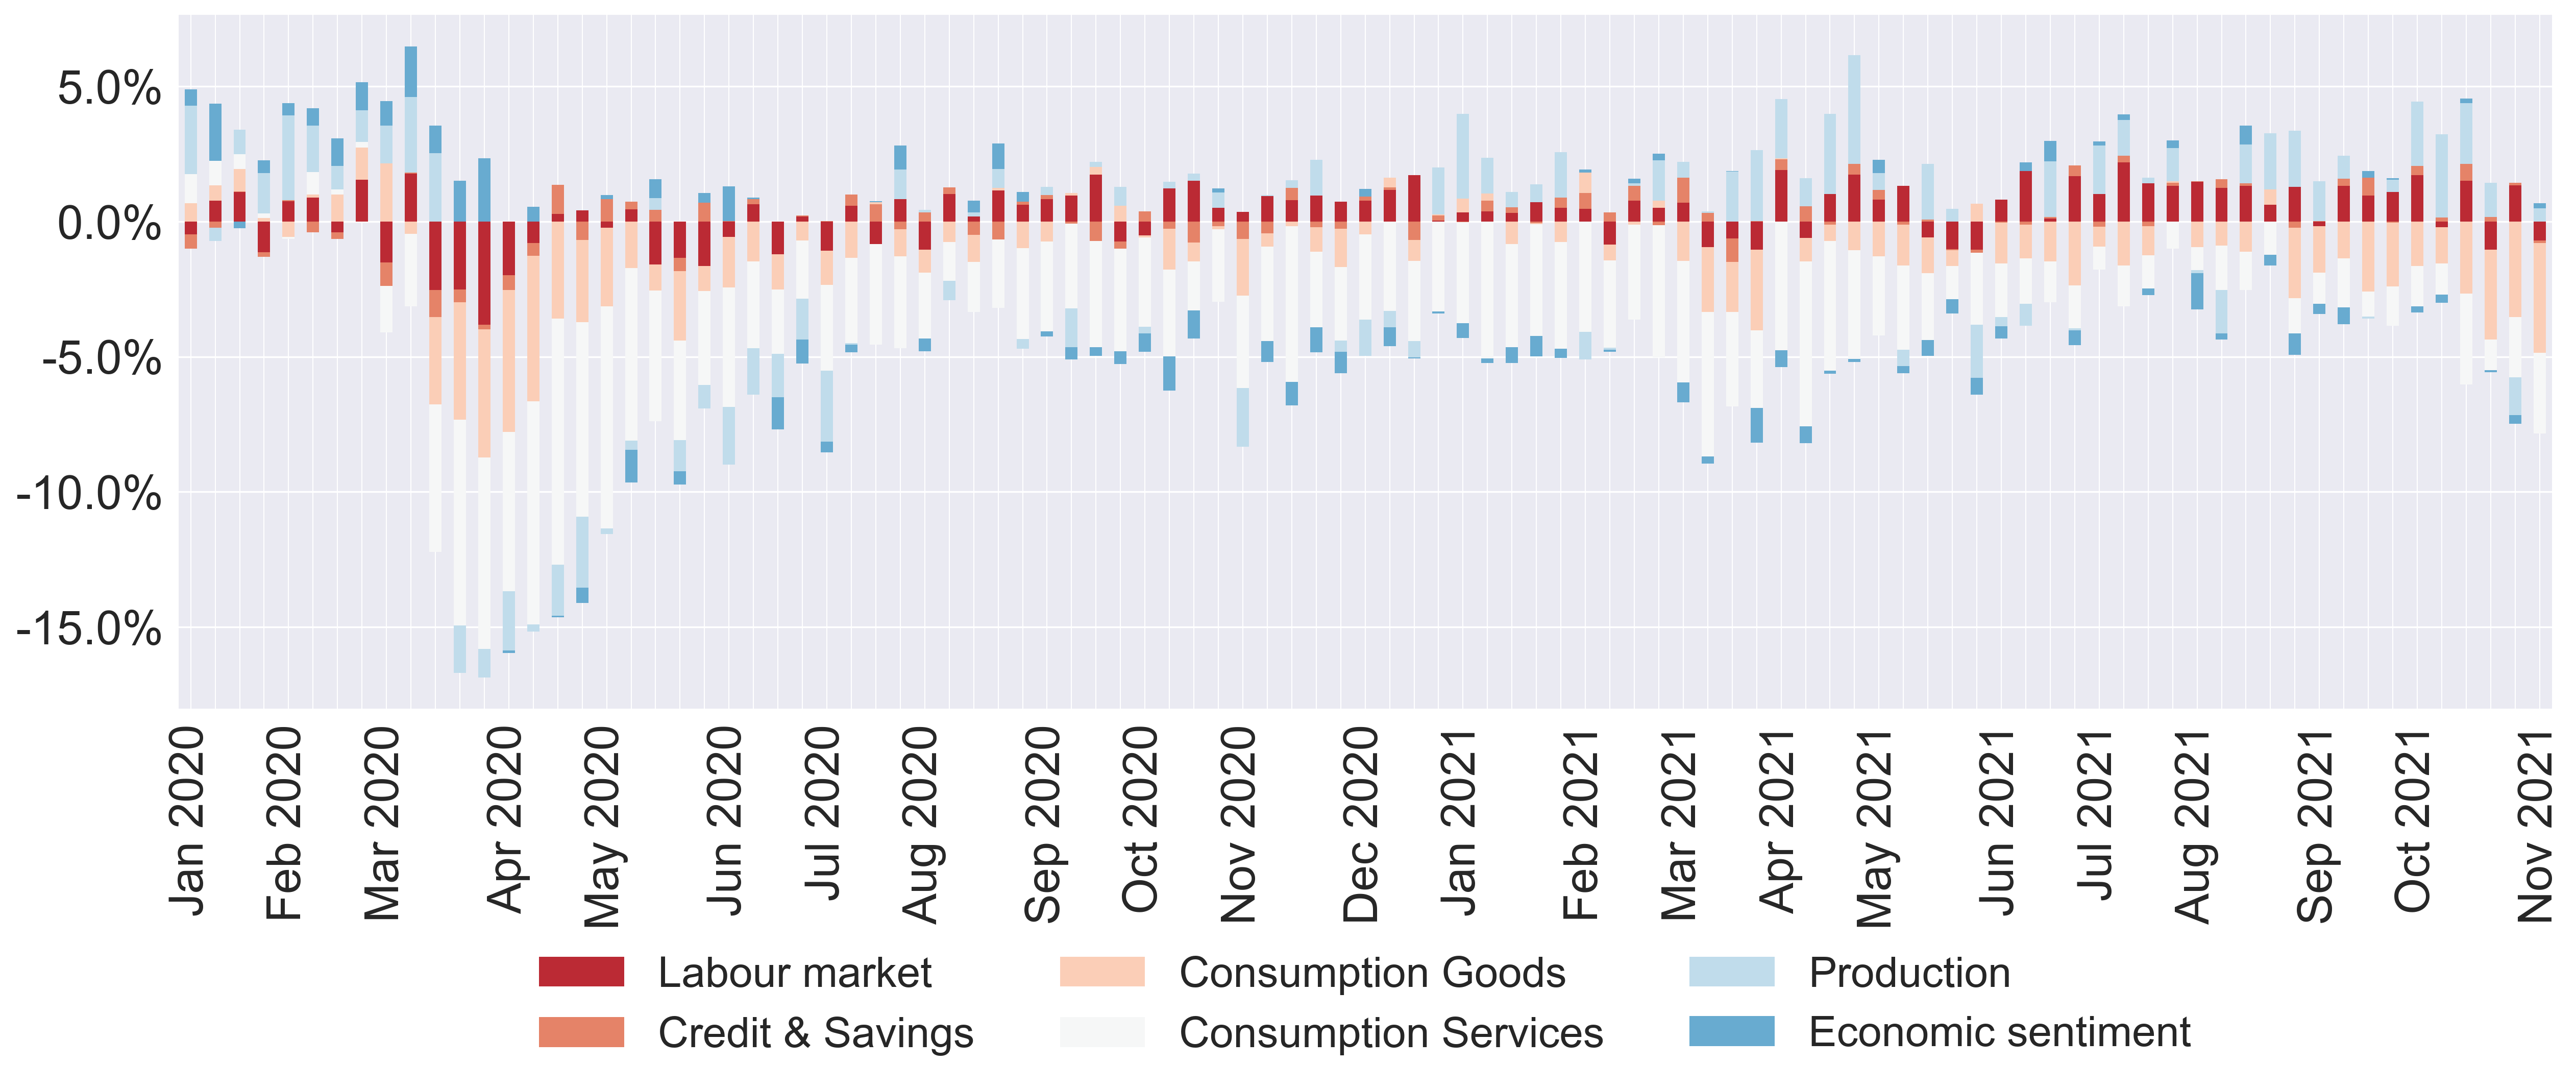 5.0%
0.0%
-5.0%
-10.0%
-15.0%
Jan 2020
Feb 2020
Mar 2020
Apr 2020
May 2020
Jun 2020
Jul 2020
Aug 2020
Sep 2020
Oct 2020
Nov 2020
Dec 2020
Jan 2021
Feb 2021
Mar 2021
Apr 2021
May 2021
Jun 2021
Jul 2021
Aug 2021
Sep 2021
Oct 2021
Nov 2021
Labour market
Consumption Goods
Production
Credit & Savings
Consumption Services
Economic sentiment